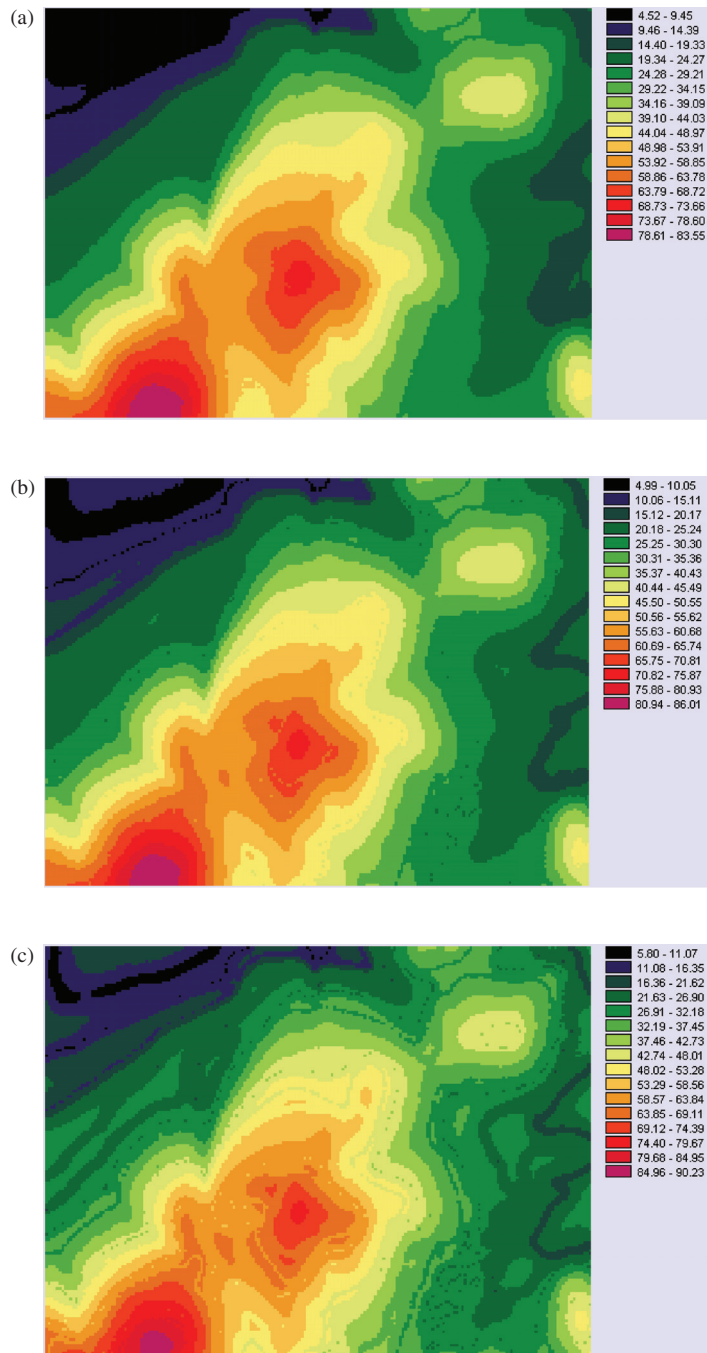 (a)
4.52 - 9.45
9.46 - 14.39
14.40 - 19.33
19.34 - 24.27
24.28 - 29.21
29.22 - 34.15
34.16 - 39.09
39.10 - 44.03
44.04 - 48.97
48.98 - 53.91
53.92 - 58.85
58.86 - 63.78
63.79 - 68.72
68.73 - 73.66
73.67 - 78.60
78.61 - 83.55
(b)
4.99 - 10.05
10.06 - 15.11
15.12 - 20.17
20.18 - 25.24
25.25 - 30.30
30.31 - 35.36
35.37 - 40.43
40.44 - 45.49
45.50 - 50.55
50.56 - 55.62
55.63 - 60.68
60.69 - 65.74
65.75 - 70.81
70.82 - 75.87
75.88 - 80.93
80.94 - 86.01
(c)
5.80 - 11.07
11.08 - 16.35
16.36 - 21.62
21.63 - 26.90
26.91 - 32.18
32.19 - 37.45
37.46 - 42.73
42.74 - 48.01
48.02 - 53.28
53.29 - 58.56
58.57 - 63.84
63.85 - 69.11
69.12 - 74.39
74.40 - 79.67
79.68 - 84.95
84.96 - 90.23